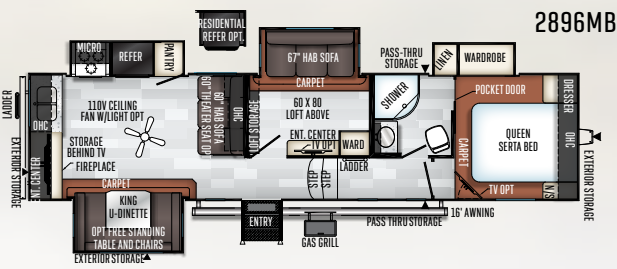 2896MB
RESIDENTIAL
REFER OPT.
MICRO
REFER
PANTRY
67" HAB SOFA
CARPET
PASS-THRU
STORAGE
LINEN
WARDROBE
LADDER
EXTERIOR STORAGE
OHC
110V CEILING
FAN W/LIGHT OPT
60" HAB SOFA
60" THEATER SEAT OPT
OHC
LOFT STORAGE
60 X 80
LOFT ABOVE
SHOWER
POCKET DOOR
DRESSER
OHC
QUEEN
SERTA BED
EXTERIOR STORAGE
STORAGE
BEHIND TV
FIREPLACE
ENT. CENTER
ENT. CENTER
TV OPT
WARD
LADDER
STEP
STEP
CARPET
TV OPT
N/S
CARPET
KING
U-DINETTE
OPT FREE STANDING
TABLE AND CHAIRS
EXTERIOR STORAGE
ENTRY
GAS GRILL
PASS THRU STORAGE
16' AWNING